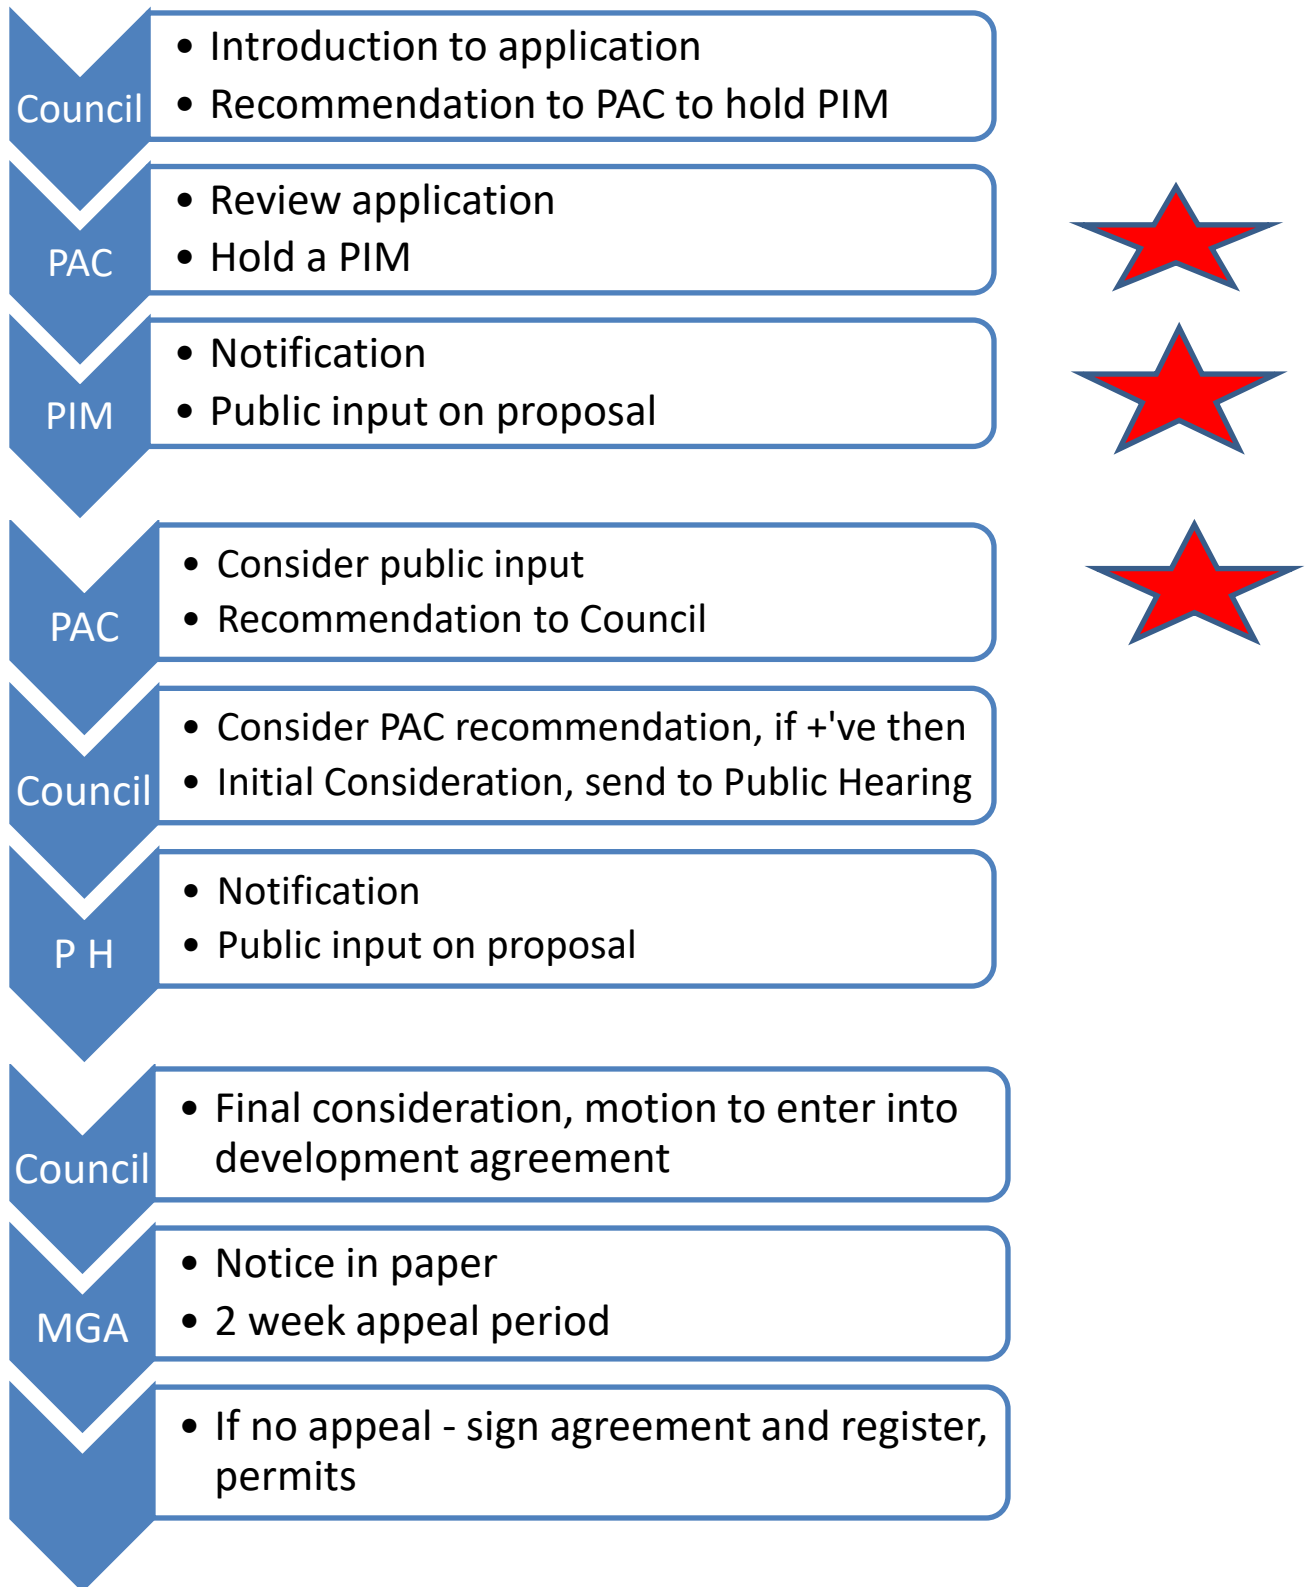 Council
• Introduction to application
• Recommendation to PAC to hold PIM
PAC
• Review application
• Hold a PIM
PIM
• Notification
• Public input on proposal
PAC
• Consider public input
• Recommendation to Council
Council
• Consider PAC recommendation, if +'ve then
• Initial Consideration, send to Public Hearing
P H
• Notification
• Public input on proposal
Council
• Final consideration, motion to enter into
development agreement
MGA
• Notice in paper
• 2 week appeal period
• If no appeal - sign agreement and register,
permits